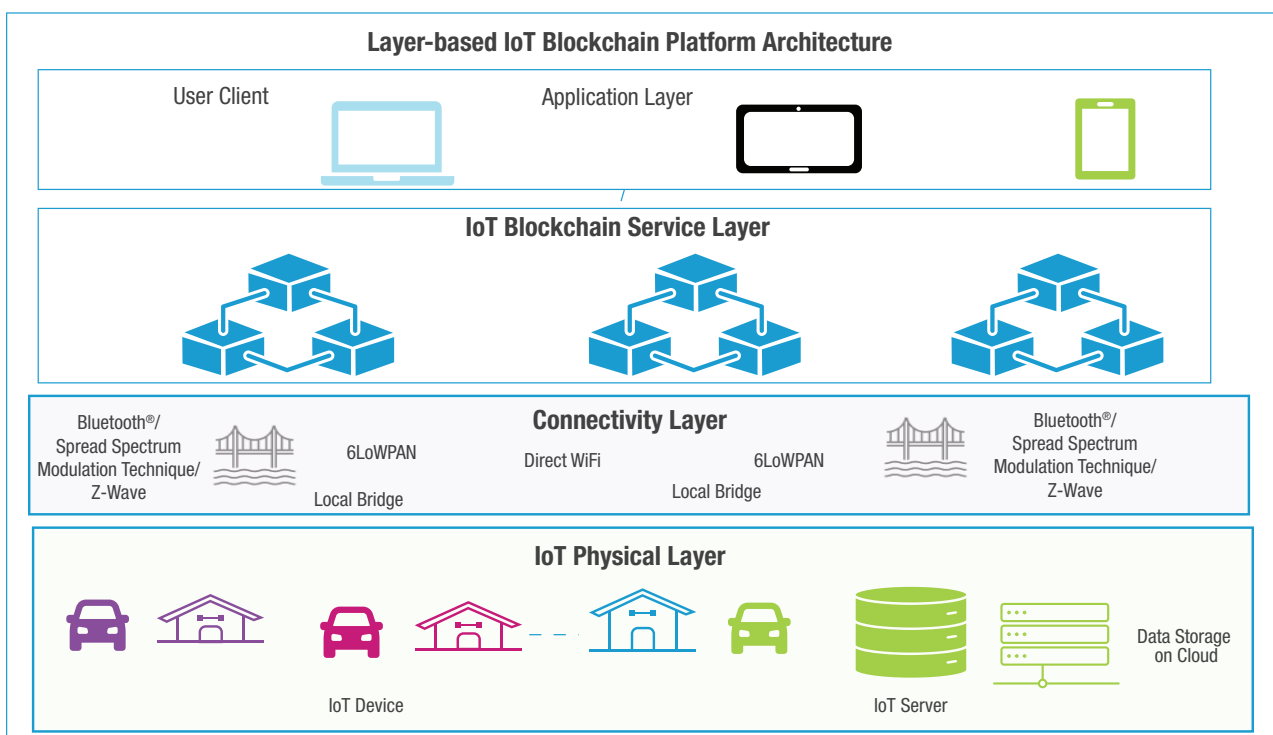 Layer-based IoT Blockchain Platform Architecture
User Client
Application Layer
IoT Blockchain Service Layer
Connectivity Layer
Bluetooth®/
Spread Spectrum
Modulation Technique/
Z-Wave
6LoWPAN
Local Bridge
Direct WiFi
6LoWPAN
Local Bridge
Bluetooth®/
Spread Spectrum
Modulation Technique/
Z-Wave
IoT Physical Layer
IoT Device
IoT Server
Data Storage
on Cloud